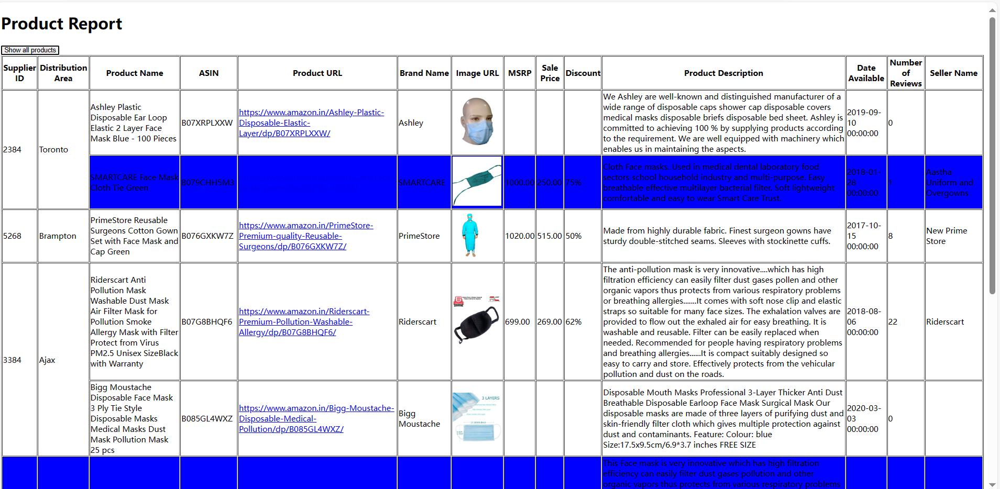 Product Report
Show all products
Supplier ID
Distribution Area
Product Name
ASIN
Product URL
Brand Name
Image URL
MSRP
Sale Price
Discount
Product Description
Date Available
Number of Reviews
Seller Name
2384
Toronto
Ashley Plastic
Disposable Ear Loop
Elastic 2 Layer Face
Mask Blue - 100 Pieces
B07XRPLXXW
https://www.amazon.in/Ashley-Plastic-
Disposable-Elastic-
Layer/dp/B07XRPLXXW/
Ashley
We Ashley are well-known and distinguished manufacturer of a
wide range of disposable caps shower cap disposable covers
medical masks disposable briefs disposable bed sheet. Ashley is
committed to achieving 100 % by supplying products according
to the requirement. We are well equipped with machinery which
enables us in maintaining the aspects.
2019-09-
10
00:00:00
0
SMARTCARE Face Mask
Cloth Tie Green
B079CHH5M3
SMARTCARE
1000.00
250.00
75%
Cloth Face masks. Used in medical dental laboratory food
sectors school household industry and multi-purpose. Easy
breathable effective multilayer bacterial filter. Soft lightweight
comfortable and easy to wear Smart Care Trust.
2018-01-
28
00:00:00
1
Aastha
Uniform and
Overgowns
5268
Brampton
PrimeStore Reusable
Surgeons Cotton Gown
Set with Face Mask and
Cap Green
B076GXKW7Z
https://www.amazon.in/PrimeStore-
Premium-quality-Reusable-
Surgeons/dp/B076GXKW7Z/
PrimeStore
1020.00
515.00
50%
Made from highly durable fabric. Finest surgeon gowns have
sturdy double-stitched seams. Sleeves with stockinette cuffs.
2017-10-
15
00:00:00
8
New Prime
Store
3384
Ajax
Riderscart Anti
Pollution Mask
Washable Dust Mask
Air Filter Mask for
Pollution Smoke
Allergy Mask with Filter
Protect from Virus
PM2.5 Unisex SizeBlack
with Warranty
B07G8BHQF6
https://www.amazon.in/Riderscart-
Premium-Pollution-Washable-
Allergy/dp/B07G8BHQF6/
Riderscart
699.00
269.00
62%
The anti-pollution mask is very innovative....which has high
filtration efficiency can easily filter dust gases pollen and other
organic vapors thus protects from various respiratory problems
or breathing allergies.......It comes with soft nose clip and elastic
straps so suitable for many face sizes. The exhalation valves are
provided to flow out the exhaled air for easy breathing. It is
washable and reusable. Filter can be easily replaced when
needed. Recommended for people having respiratory problems
and breathing allergies......It is compact suitably designed so
easy to carry and store. Effectively protects from the vehicular
pollution and dust on the roads.
2018-08-
06
00:00:00
22
Riderscart
Bigg Moustache
Disposable Face Mask
3 Ply Tie Style
Disposable Masks
Medical Masks Dust
Mask Pollution Mask
25 pcs
B085GL4WXZ
https://www.amazon.in/Bigg-Moustache-
Disposable-Medical-
Pollution/dp/B085GL4WXZ/
Bigg
Moustache
3 LAYERS
Disposable Mouth Masks Professional 3-Layer Thicker Anti Dust
Breathable Disposable Earloop Face Mask Surgical Mask Our
disposable masks are made of three layers of purifying dust and
skin-friendly filter cloth which gives multiple protection against
dust and contaminants. Feature: Colour: blue
Size:17.5x9.5cm/6.9*3.7 inches FREE SIZE
2020-03-
03
00:00:00
0
This Face mask is very innovative which has high filtration
efficiency can easily filter dust gases pollution and other
organic vapors thus protects from various respiratory problems